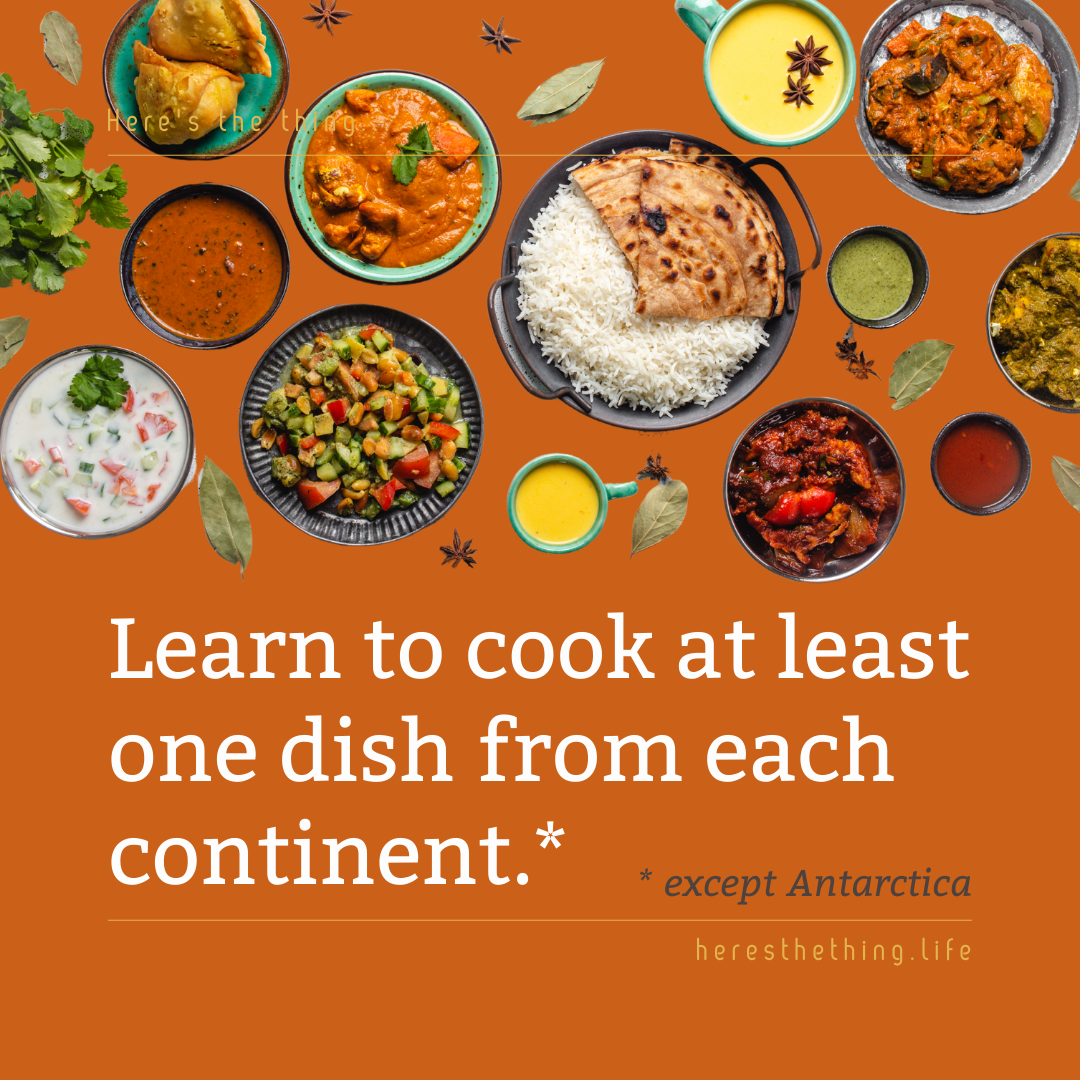 Here's the thing
Learn to cook at least
one dish from each
continent.*
* except Antarctica
heresthething.life